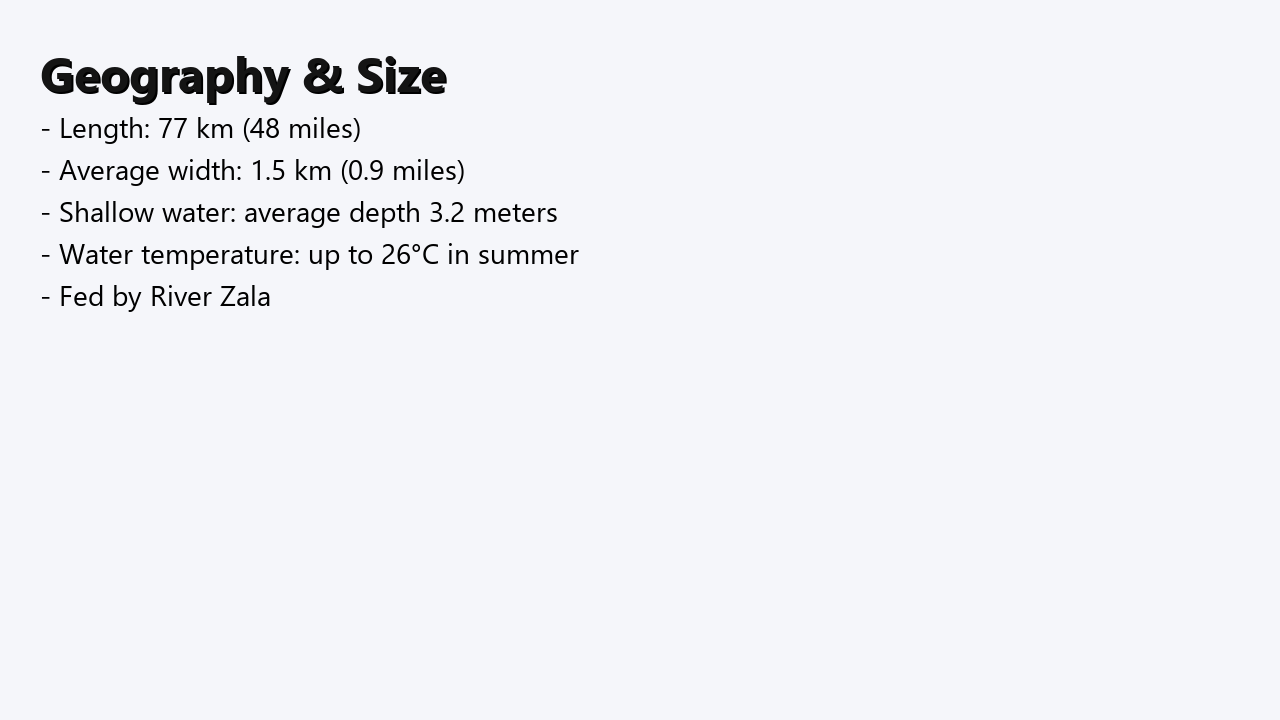 Geography & Size
- Length: 77 km (48 miles)
- Average width: 1.5 km (0.9 miles)
- Shallow water: average depth 3.2 meters
- Water temperature: up to 26°C in summer
- Fed by River Zala